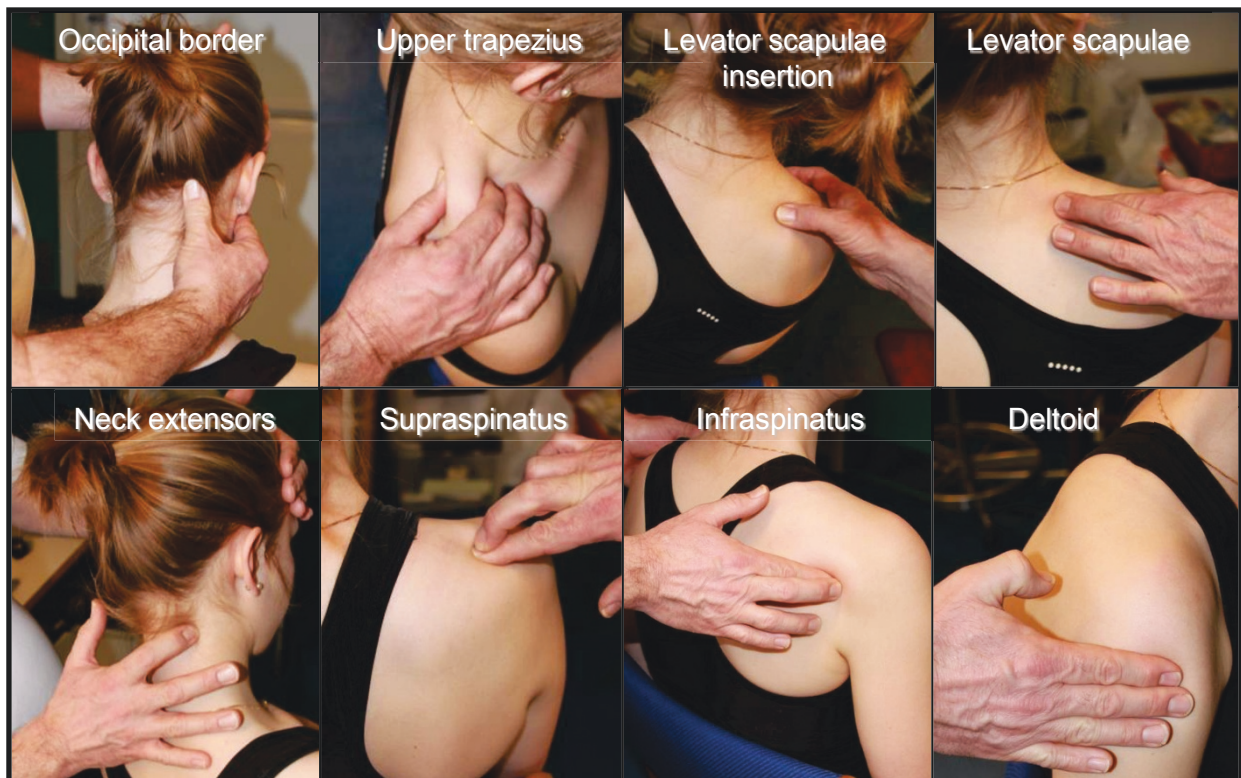 Occipital border
Upper trapezius
Levator scapulae
insertion
Levator scapulae
Neck extensors
Supraspinatus
Infraspinatus
Deltoid